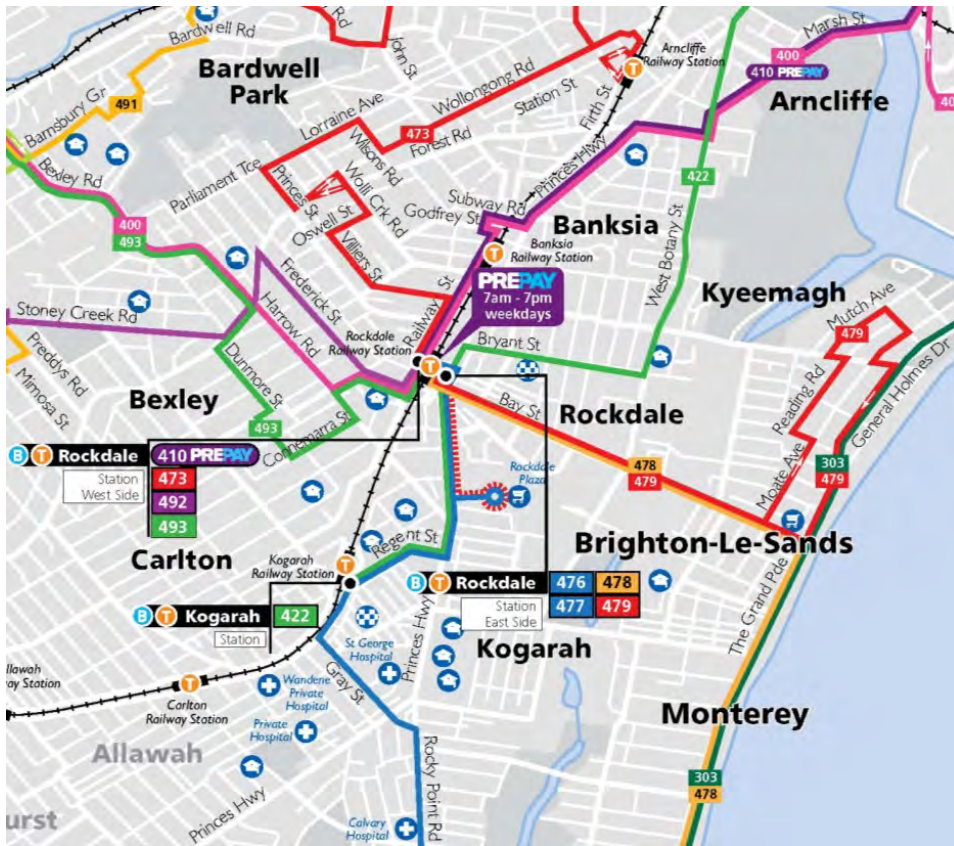 Bardwell Rd
Rd
John St
Marsh St
400
410 PREPAY
Arncliffe
Railway Station
Arncliffe
Bardwell
Park
Wollongong Rd
Station St
Firth St
491
Barnsbury Gr
Lorraine Ave
473
Forest Rd
Wilsons Rd
Bexley Rd
Parliament Tce
Princes St
Wolli Crk Rd
Oswell St
Villiers St
Subway Rd
Godfrey St
Princes Hwy
422
Banksia
Banksia
Railway Station
West Botany St
400
493
Frederick St
Harrow Rd
Stoney Creek Rd
PREPAY
7am - 7pm
weekdays
Kyeemagh
Mutch Ave
479
Railway St
Rockdale
Railway Station
Bryant St
Preddys Rd
Mimosa St
Dunmore St
Reading Rd
General Holmes Dr
Bexley
493
Connemarra St
Bay St
Rockdale
B T Rockdale
Station
West Side
410 PREPAY
473
492
493
478
479
Moate Ave
303
479
Rockdale
Plaza
Carlton
Regent St
Brighton-Le-Sands
Kogarah
Railway Station
B T Rockdale
Station
East Side
476 478
477 479
The Grand Pde
B T Kogarah
Station
422
Princes Hwy
St George
Hospital
Kogarah
Gray St
Carlton
Railway Station
Wandene
Private
Hospital
Private
Hospital
Monterey
Allawah
Rocky Point Rd
303
478
Princes Hwy
Calvary
Hospital
urst
T